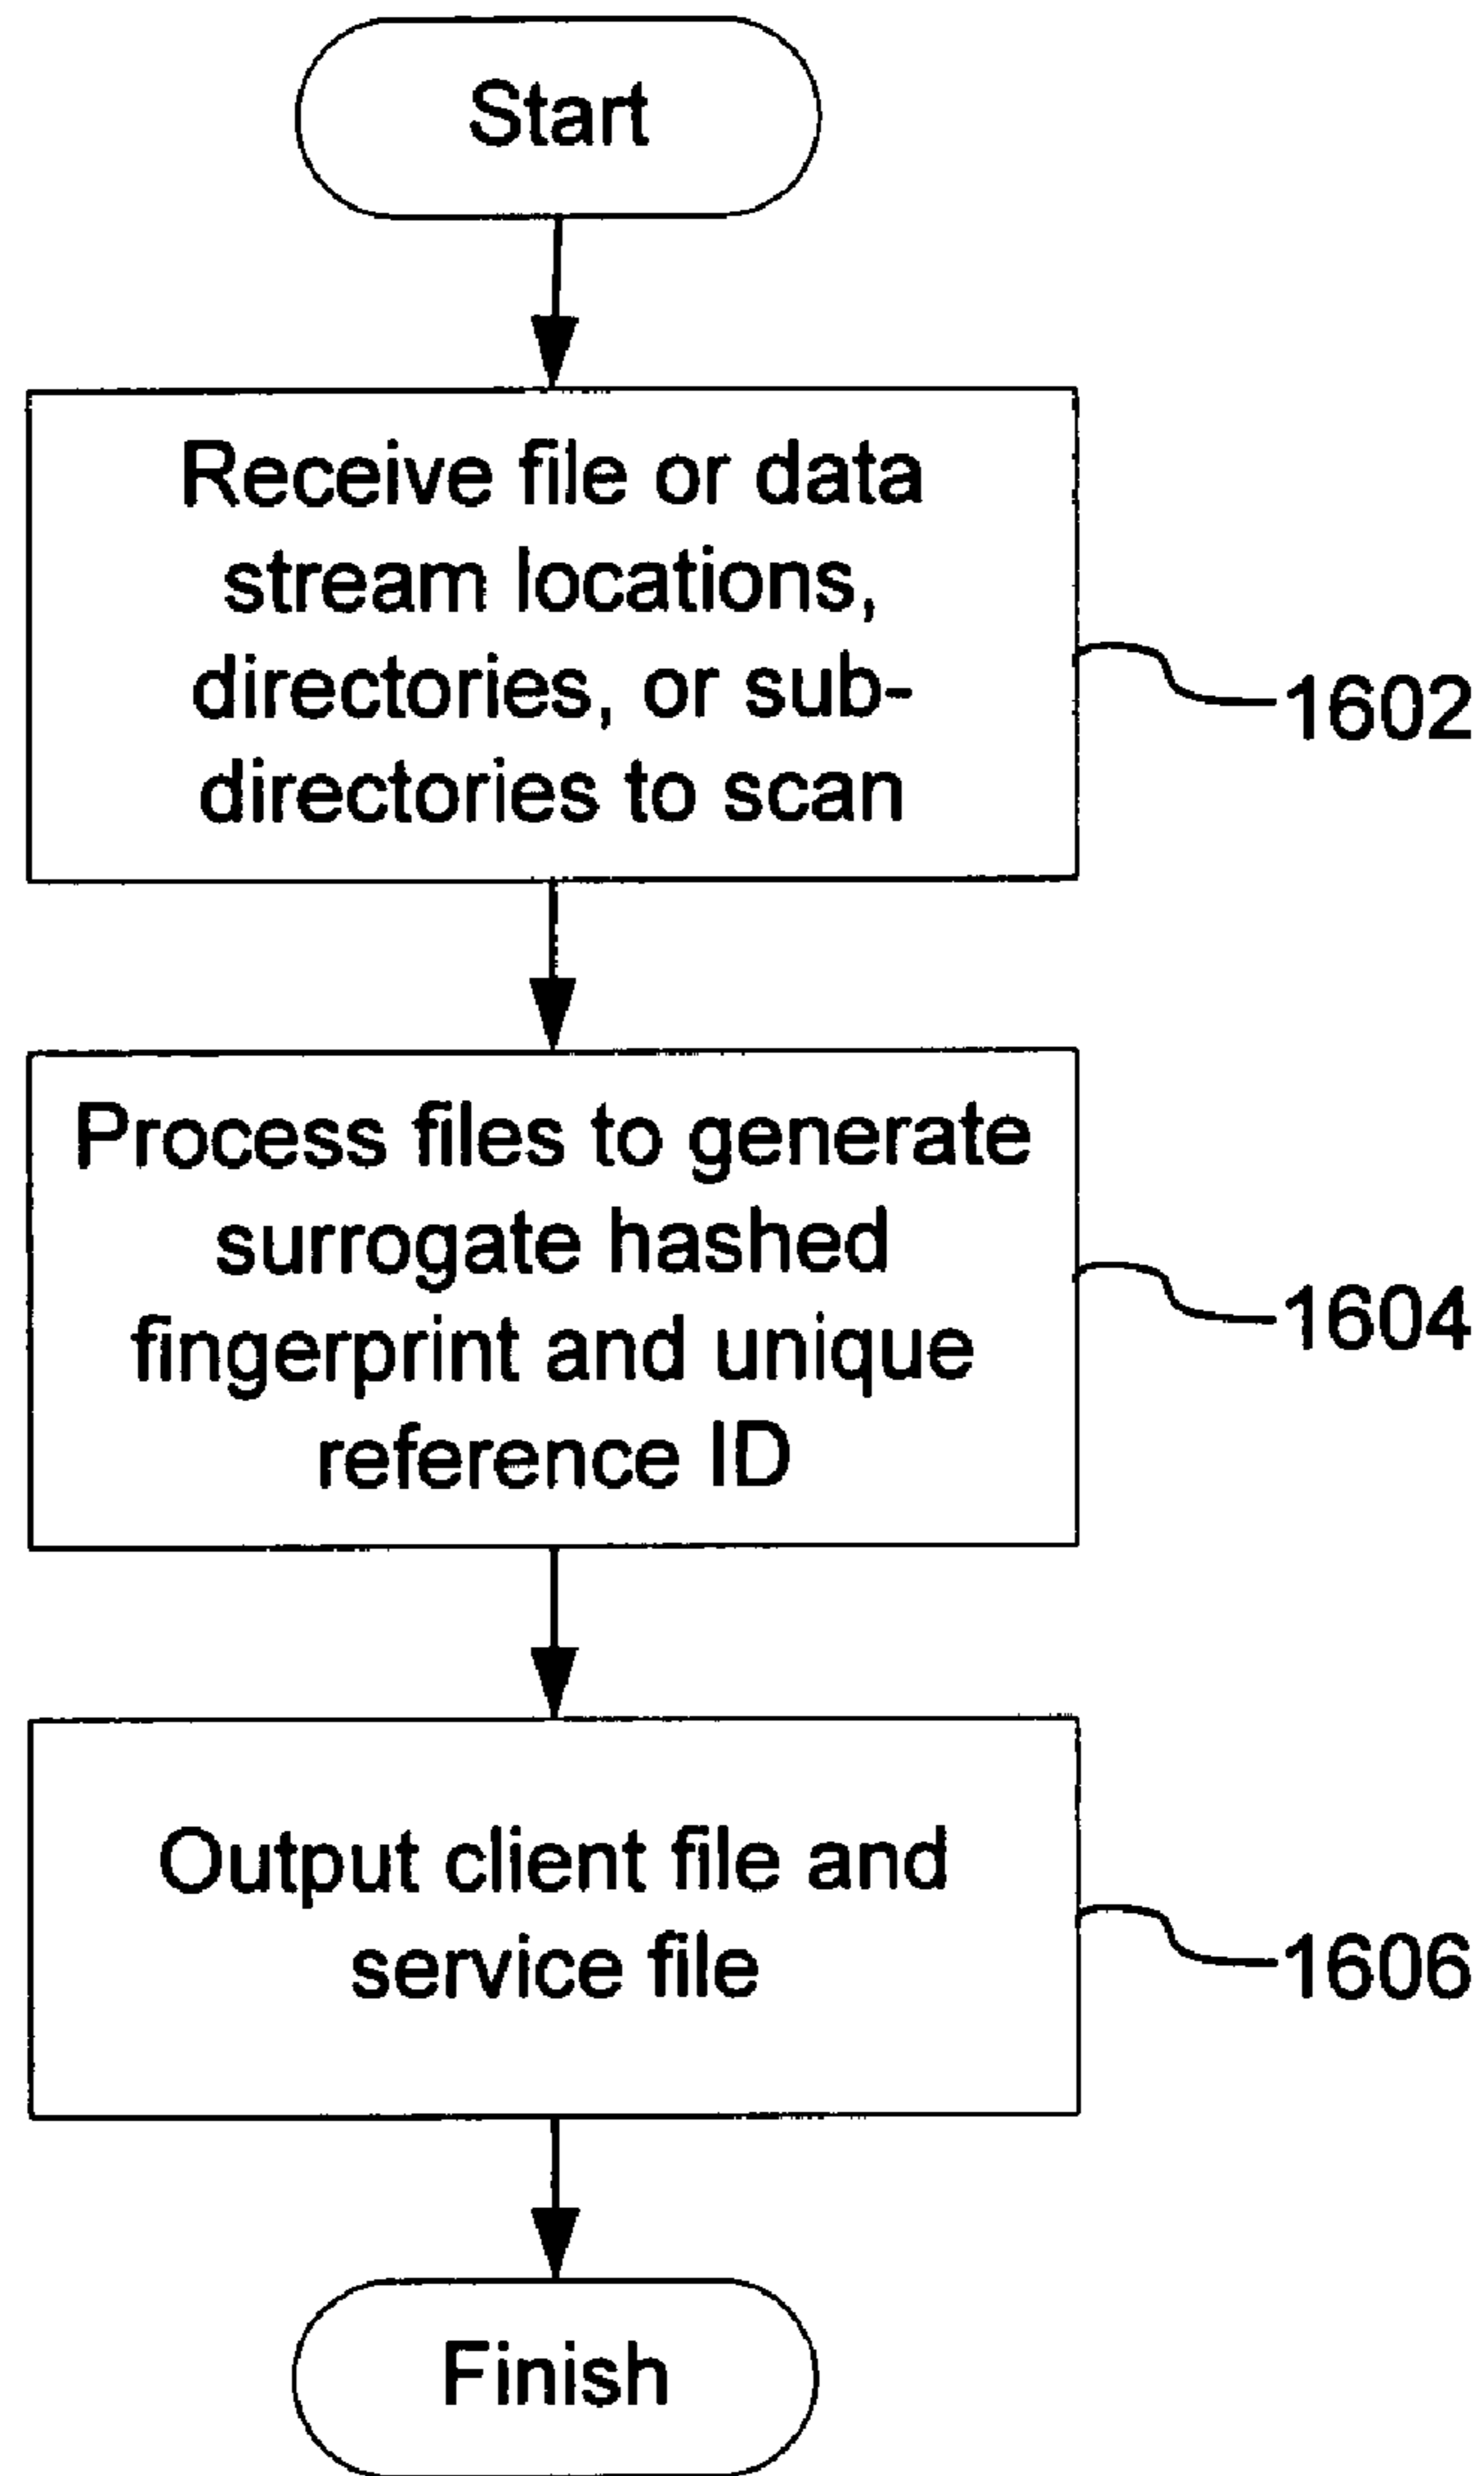 Start
Receive file or data
stream locations,
directories, or sub-
directories to scan
1602
Process files to generate
surrogate hashed
fingerprint and unique
reference ID
1604
Output client file and
service file
1606
Finish